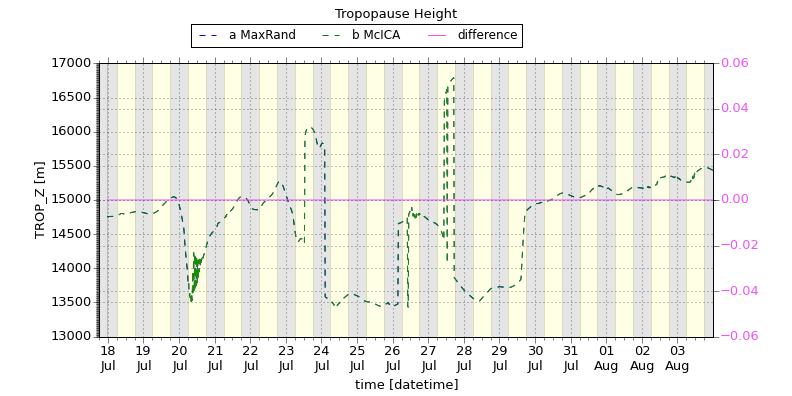 Tropopause Height
a MaxRand b McICA difference
17000 0.06
16500 0.04
16000
15500 0.02
15000 0.00
14500 −0.02
14000
13500 −0.04
13000 −0.06
TROP_Z [m]
18 19 20 21 22 23 24 25 26 27 28 29 30 31 01 02 03
Jul Jul Jul Jul Jul Jul Jul Jul Jul Jul Jul Jul Jul Jul Aug Aug Aug
time [datetime]